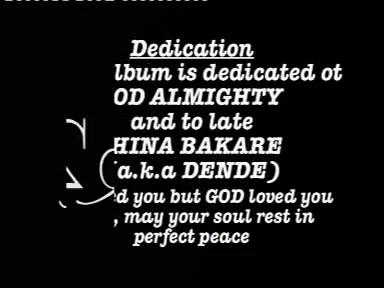 Dedication
lbum is dedicated ot
OD ALMIGHTY
and to late
HINA BAKARE
(a.k.a DENDE)
d you but GOD loved you
, may your soul rest in
perfect peace